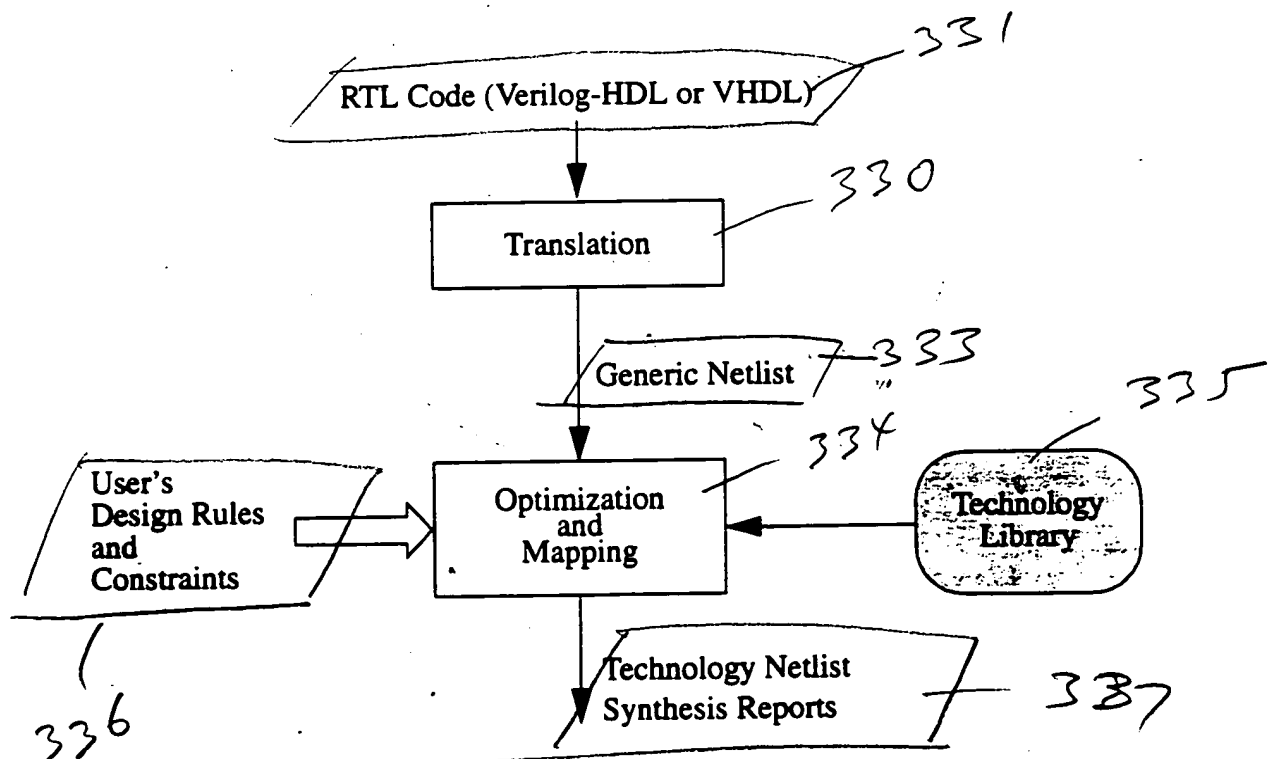 331
RTL Code (Verilog-HDL or VHDL)
330
Translation
333
Generic Netlist
335
334
User's
Design Rules
and
Constraints
Optimization
and
Mapping
Technology
Library
Technology Netlist
Synthesis Reports
337
336